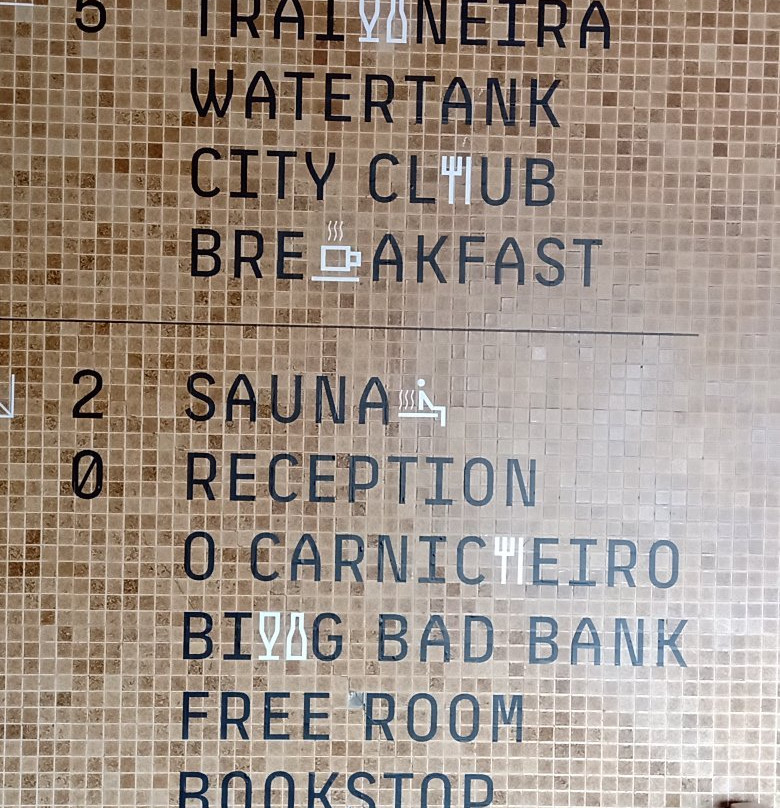 5 TRAINEIRA
WATERTANK
CITY CLUB
BREAKFAST
2 SAUNA
0 RECEPTION
O CARNICEIRO
BIG BAD BANK
FREE ROOM
BOOKSTOP